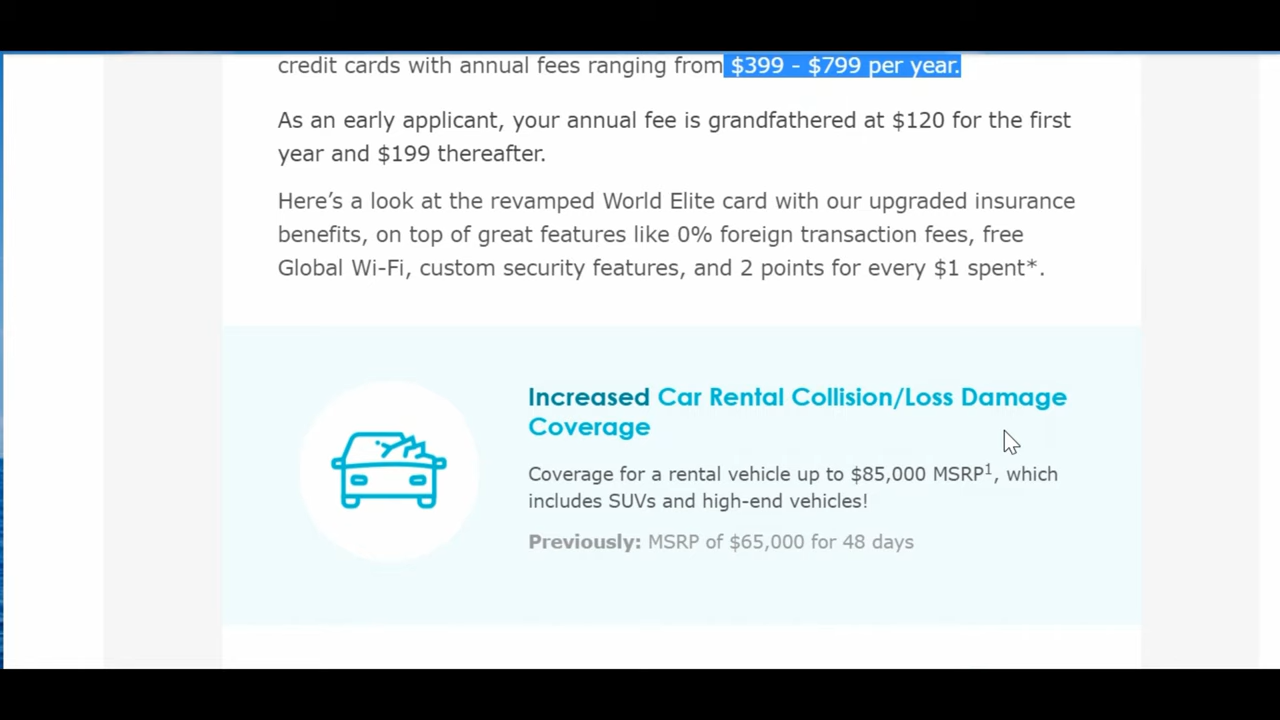 credit cards with annual fees ranging from $399 - $799 per year.
As an early applicant, your annual fee is grandfathered at $120 for the first
year and $199 thereafter.
Here’s a look at the revamped World Elite card with our upgraded insurance
benefits, on top of great features like 0% foreign transaction fees, free
Global Wi-Fi, custom security features, and 2 points for every $1 spent*.
Increased Car Rental Collision/Loss Damage
Coverage
Coverage for a rental vehicle up to $85,000 MSRP¹, which
includes SUVs and high-end vehicles!
Previously: MSRP of $65,000 for 48 days